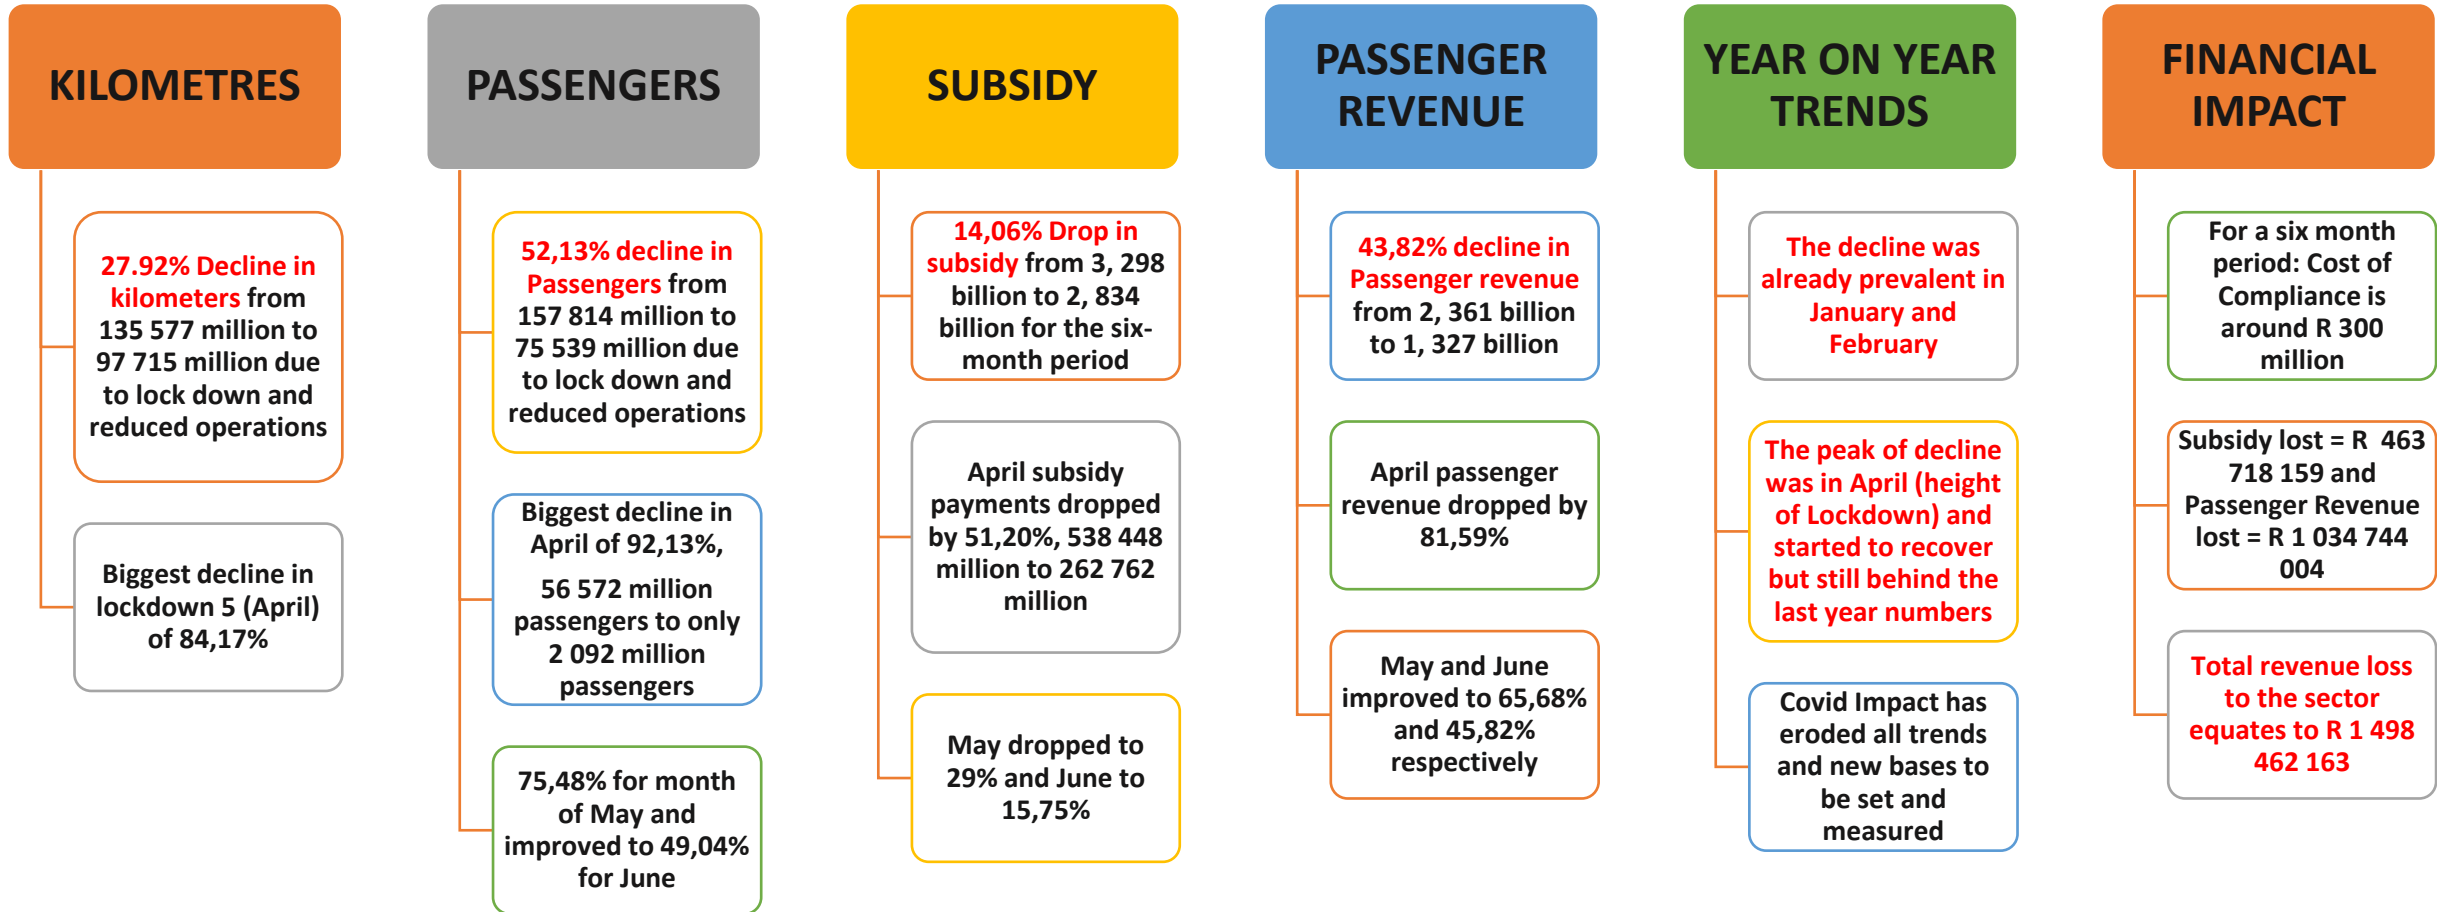 KILOMETRES
27.92% Decline in
kilometers from
135 577 million to
97 715 million due
to lock down and
reduced operations
Biggest decline in
lockdown 5 (April)
of 84,17%
PASSENGERS
52,13% decline in
Passengers from
157 814 million to
75 539 million due
to lock down and
reduced operations
Biggest decline in
April of 92,13%,
56 572 million
passengers to only
2 092 million
passengers
75,48% for month
of May and
improved to 49,04%
for June
SUBSIDY
14,06% Drop in
subsidy from 3, 298
billion to 2, 834
billion for the six-
month period
April subsidy
payments dropped
by 51,20%, 538 448
million to 262 762
million
May dropped to
29% and June to
15,75%
PASSENGER
REVENUE
43,82% decline in
Passenger revenue
from 2, 361 billion
to 1, 327 billion
April passenger
revenue dropped by
81,59%
May and June
improved to 65,68%
and 45,82%
respectively
YEAR ON YEAR
TRENDS
The decline was
already prevalent in
January and
February
The peak of decline
was in April (height
of Lockdown) and
started to recover
but still behind the
last year numbers
Covid Impact has
eroded all trends
and new bases to
be set and
measured
FINANCIAL
IMPACT
For a six month
period: Cost of
Compliance is
around R 300
million
Subsidy lost = R 463
718 159 and
Passenger Revenue
lost = R 1 034 744
004
Total revenue loss
to the sector
equates to R 1 498
462 163